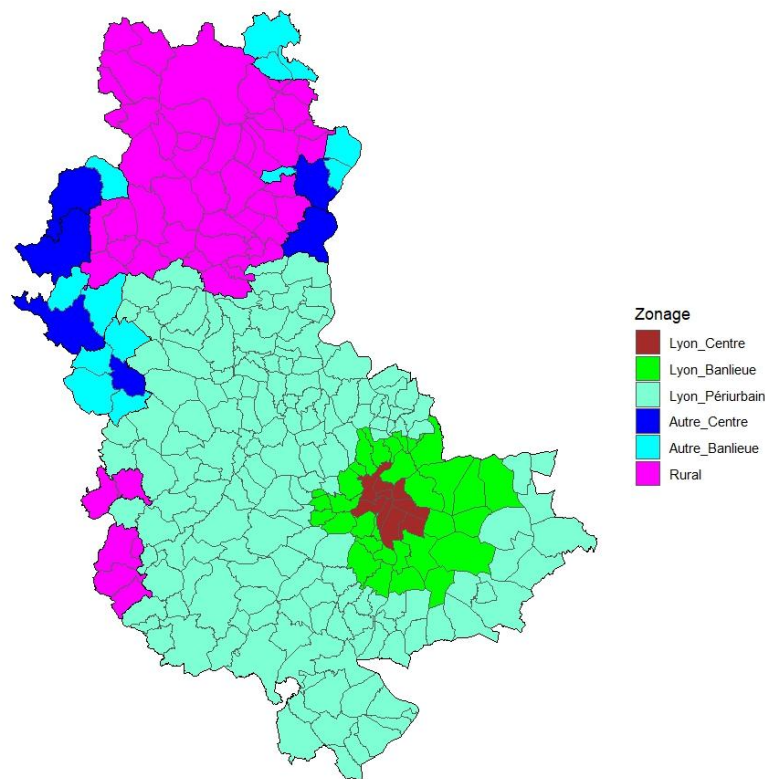 Zonage
Lyon_Centre
Lyon_Banlieue
Lyon_Périurbain
Autre_Centre
Autre_Banlieue
Rural